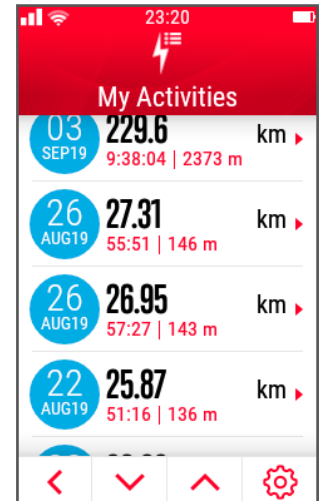 23:20
My Activities
03
SEP19
229.6 km
9:38:04 | 2373 m
26
AUG19
27.31 km
55:51 | 146 m
26
AUG19
26.95 km
57:27 | 143 m
22
AUG19
25.87 km
51:16 | 136 m